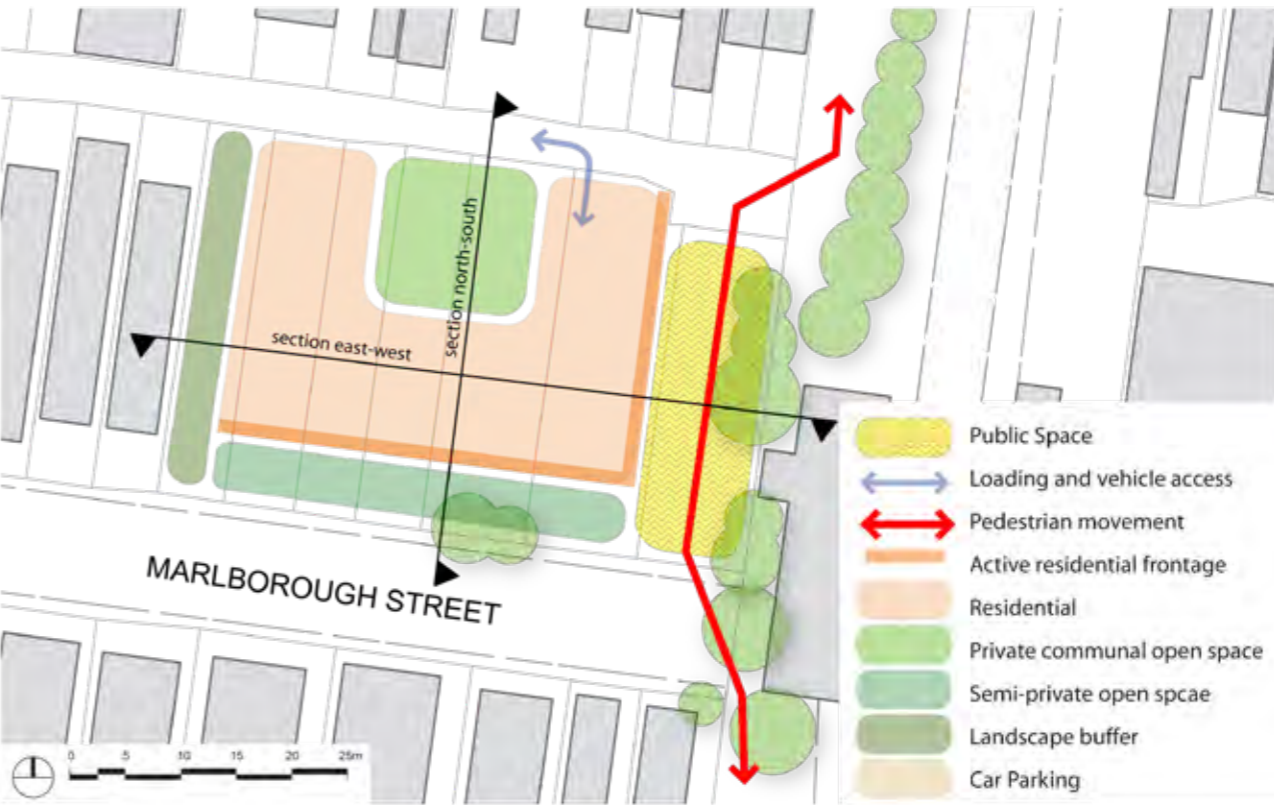 section north-south
section east-west
MARLBOROUGH STREET
0 5 10 15 20 25m
Public Space
Loading and vehicle access
Pedestrian movement
Active residential frontage
Residential
Private communal open space
Semi-private open spcae
Landscape buffer
Car Parking